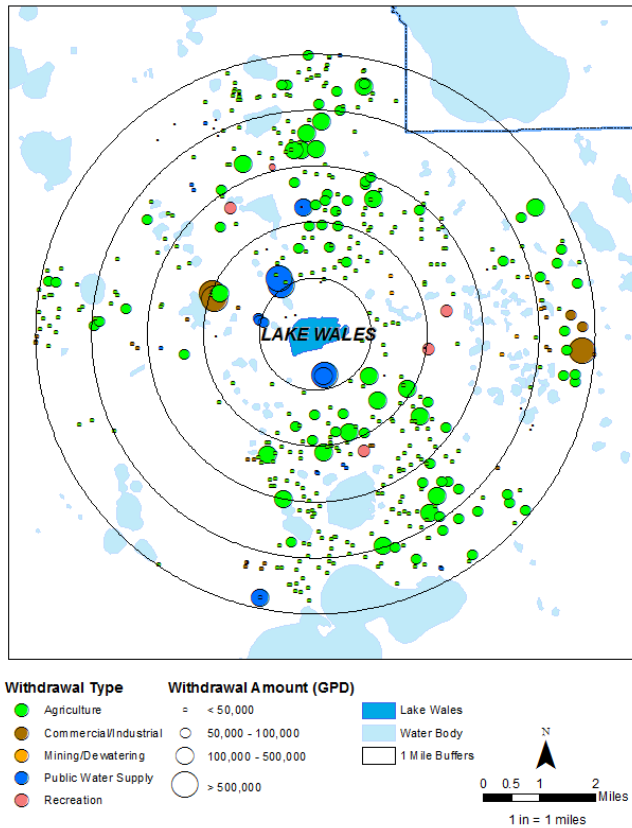 LAKE WALES
Withdrawal Type
Agriculture
Commercial/Industrial
Mining/Dewatering
Public Water Supply
Recreation
Withdrawal Amount (GPD)
< 50,000
50,000 - 100,000
100,000 - 500,000
> 500,000
Lake Wales
Water Body
1 Mile Buffers
N
0 0.5 1 2
Miles
1 in = 1 miles